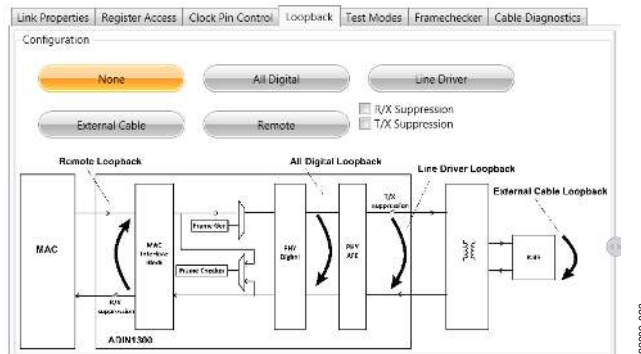 Link Properties Register Access Clock Pin Control Loopback Test Modes Framechecker Cable Diagnostics
Configuration
None All Digital Line Driver
External Cable Remote
R/X Suppression
T/X Suppression
Remote Loopback
All Digital Loopback
Line Driver Loopback
External Cable Loopback
T/X
suppression
MAC
MAC
Interface
Block
Frame Checker
PHY
Digital
PHY
AFE
R/X
suppression
ADIN1300